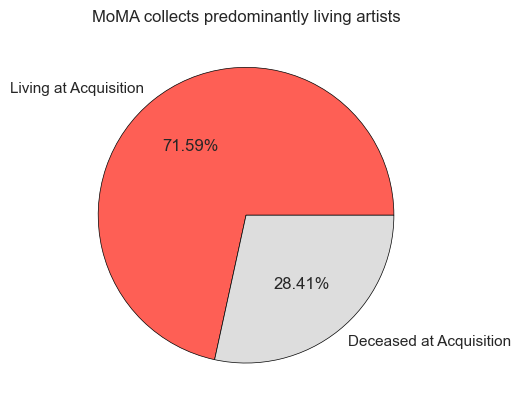 MoMA collects predominantly living artists
Living at Acquisition
71.59%
28.41%
Deceased at Acquisition